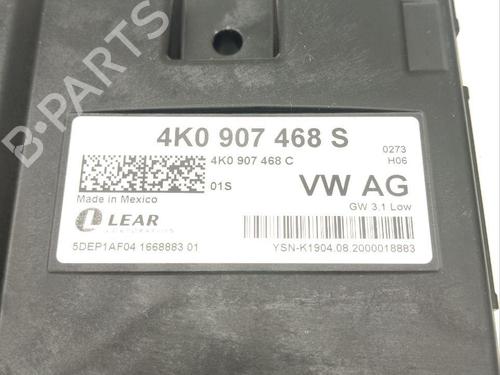 B-PARTS
4K0 907 468 S
4K0 907 468 C
0273
H06
01S
VW AG
Made in Mexico
GW 3.1 Low
LEAR
CORPORATION
5DEP1AF04 1668883 01
YSN-K1904.08.2000018883